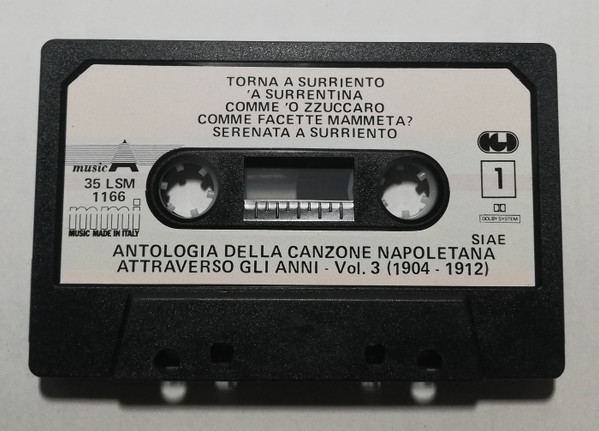 TORNA A SURRIENTO
'A SURRENTINA
COMME 'O ZZUCCARO
COMME FACETTE MAMMETA?
SERENATA A SURRIENTO
music A
35 LSM
1166
MUSIC MADE IN ITALY
CGD
1
DOLBY SYSTEM
SIAE
ANTOLOGIA DELLA CANZONE NAPOLETANA
ATTRAVERSO GLI ANNI - Vol. 3 (1904 - 1912)